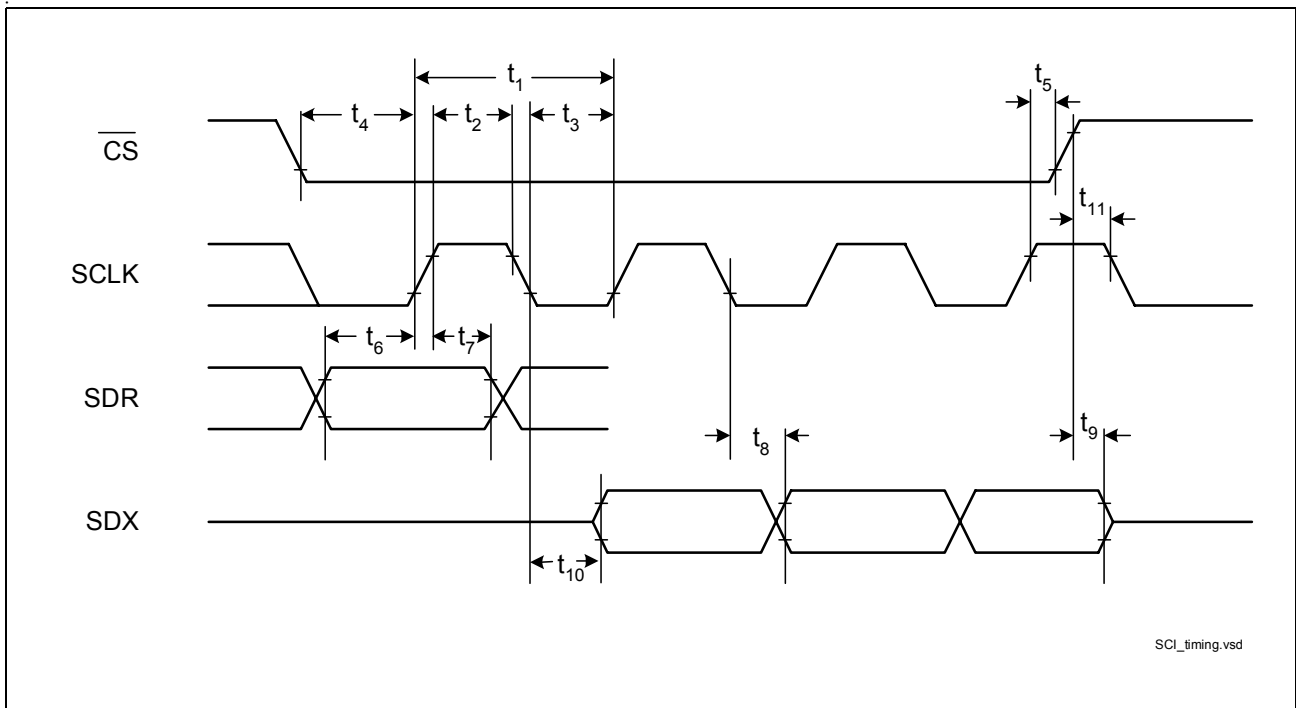 t1
t5
t4
t2
t3
CS
t11
SCLK
t6
t7
SDR
t8
t9
SDX
t10
SCI_timing.vsd